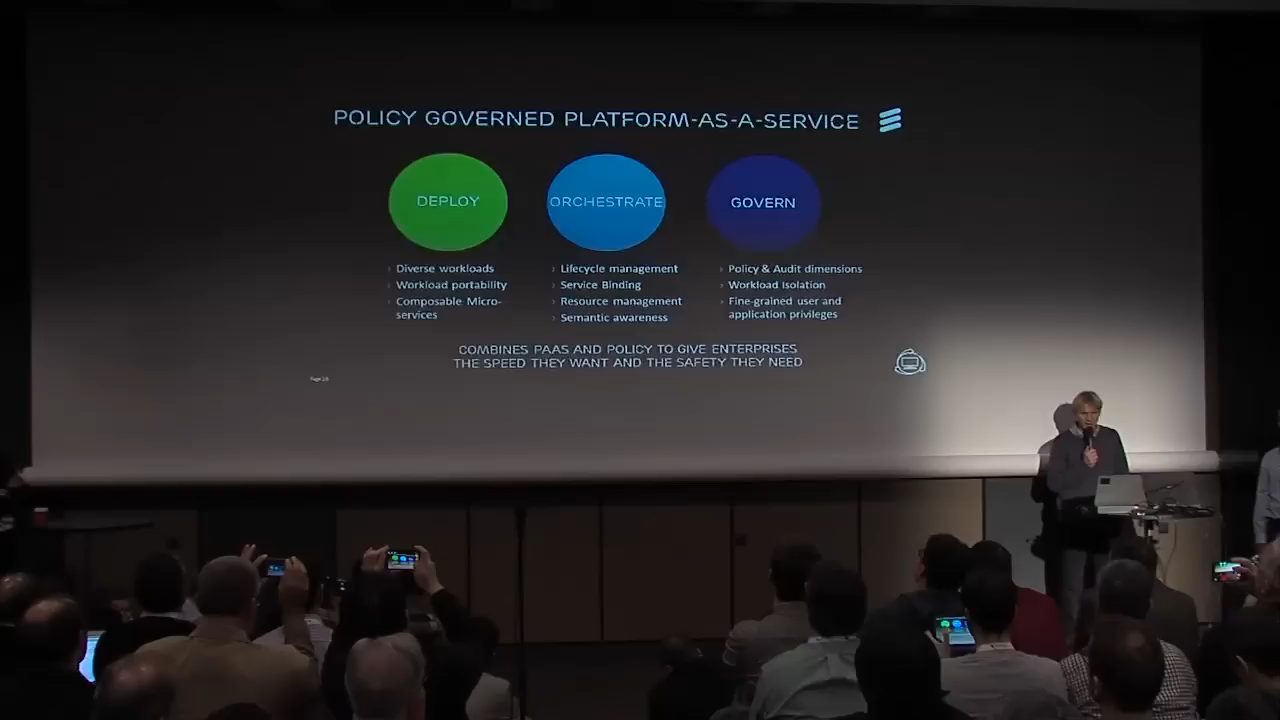 POLICY GOVERNED PLATFORM-AS-A-SERVICE
DEPLOY
ORCHESTRATE
GOVERN
Diverse workloads
Workload portability
Composable Micro-
services
Lifecycle management
Service Binding
Resource management
Semantic awareness
Policy & Audit dimensions
Workload Isolation
Fine-grained user and
application privileges
COMBINES PAAS AND POLICY TO GIVE ENTERPRISES
THE SPEED THEY WANT AND THE SAFETY THEY NEED
Page